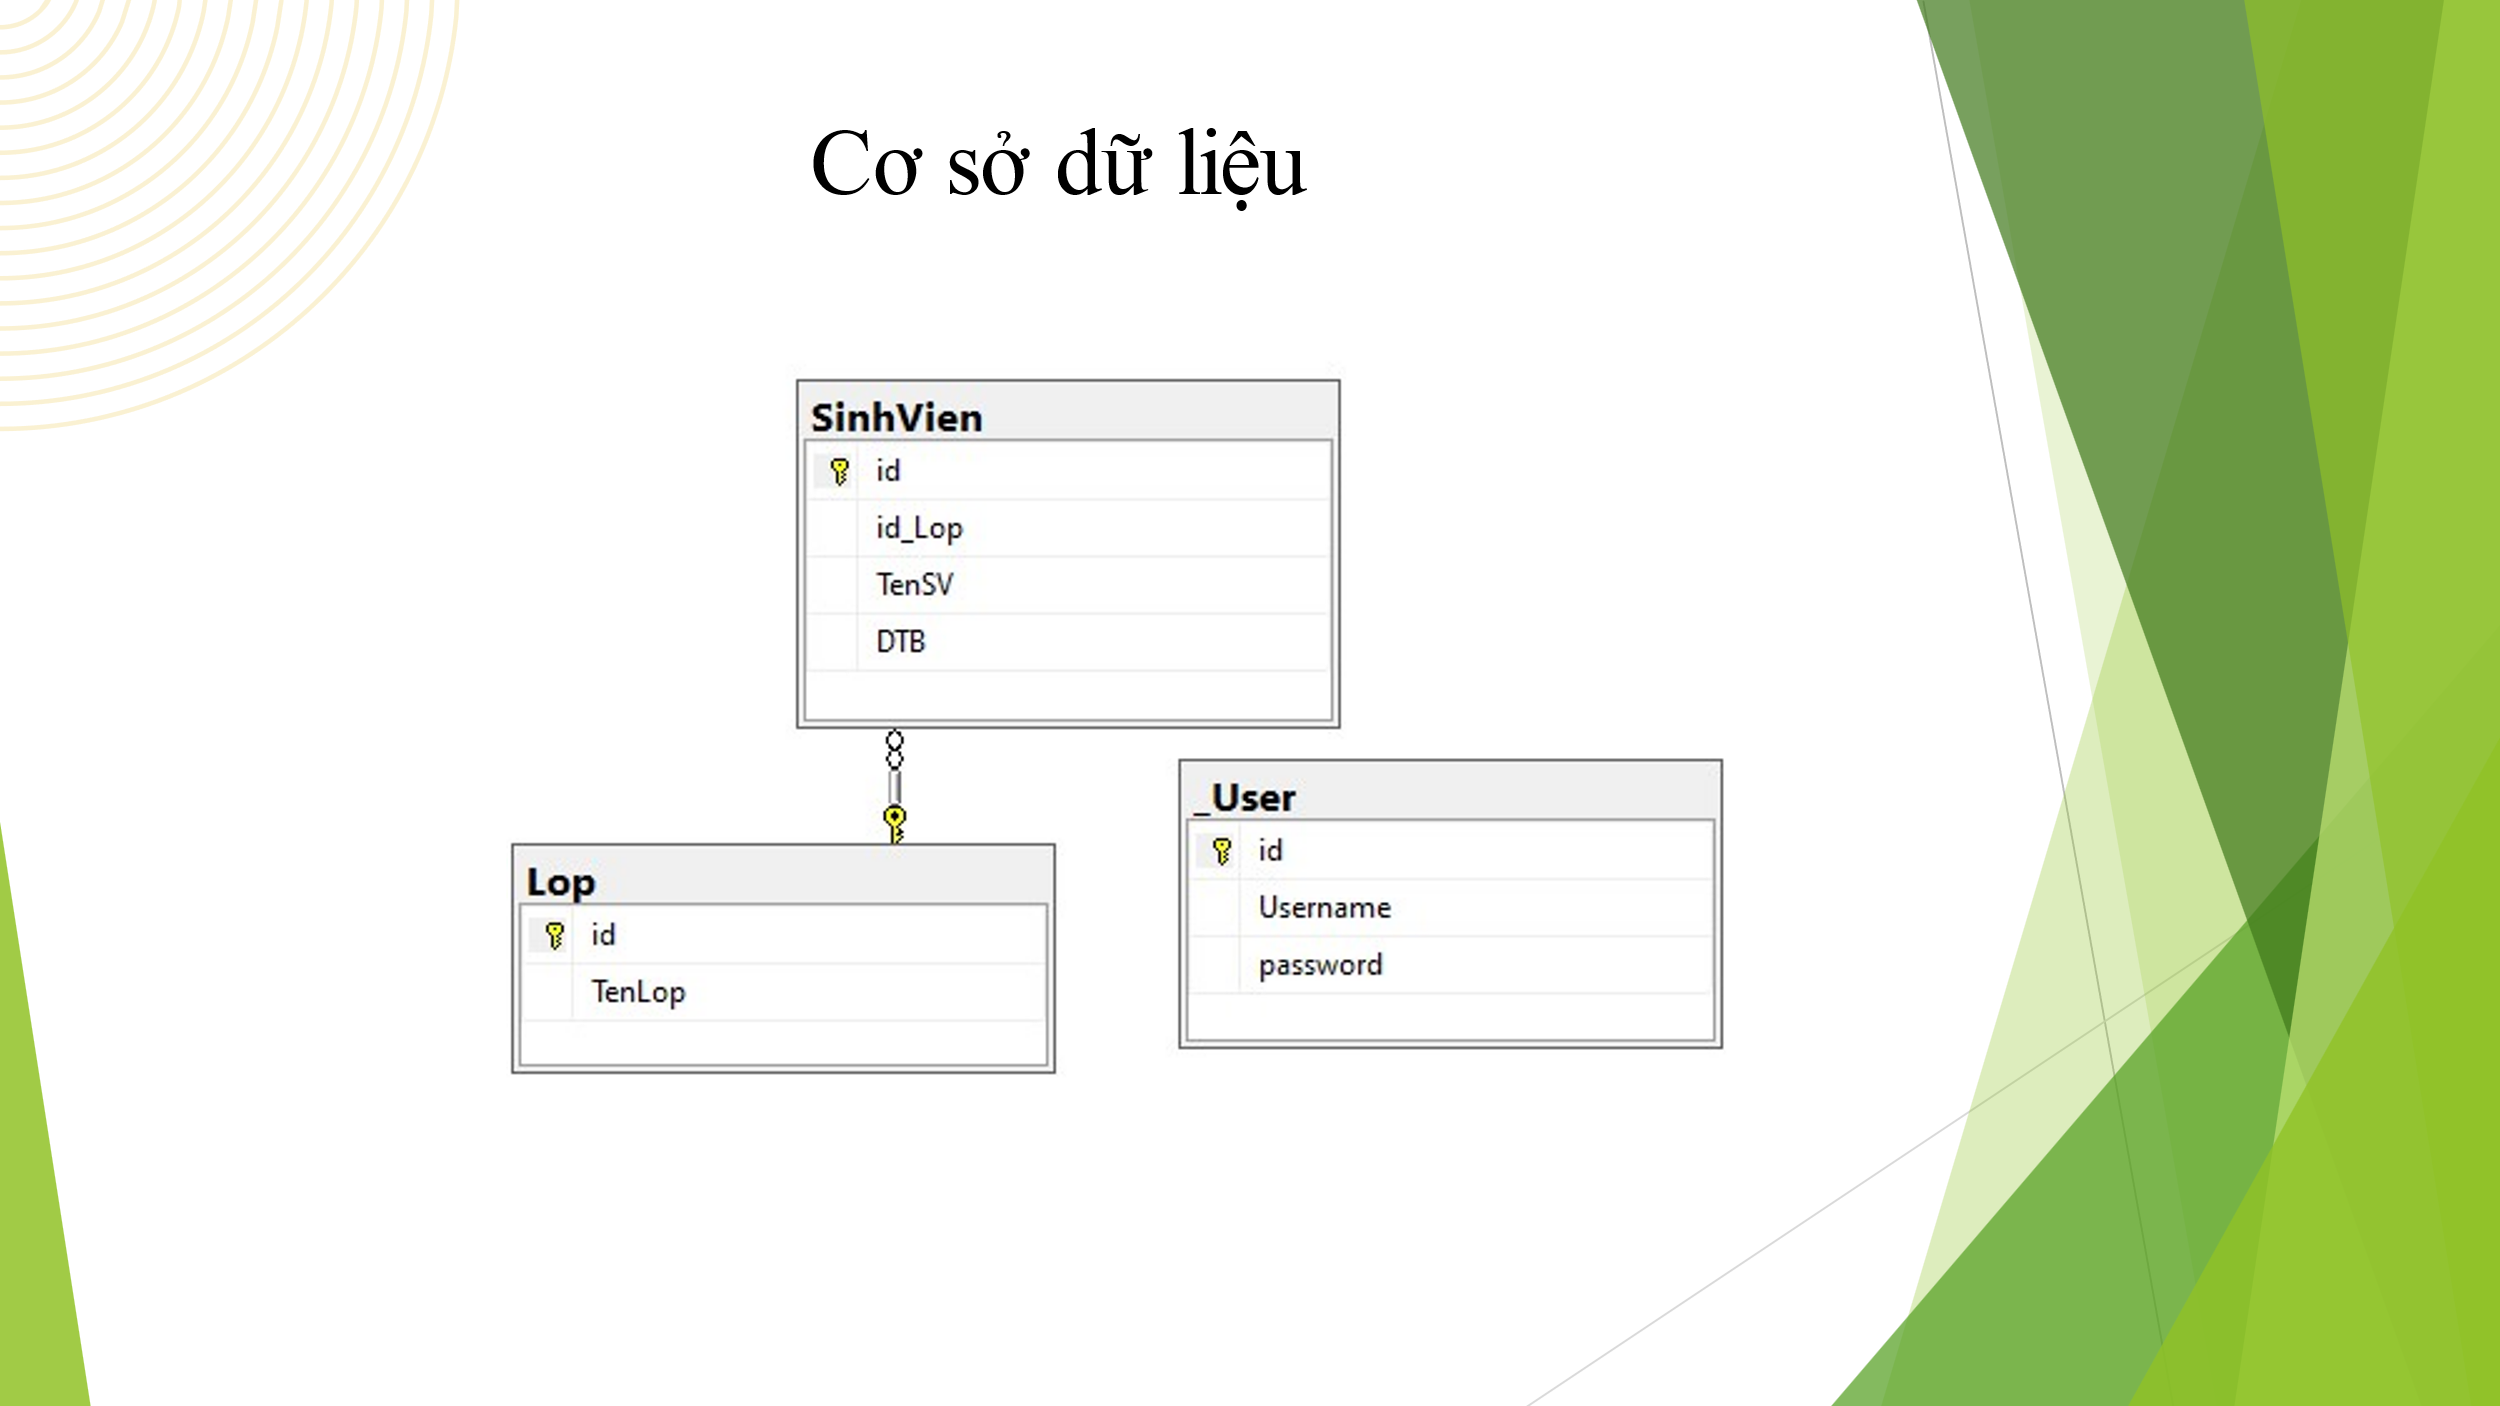 Cơ sở dữ liệu
SinhVien
id
id_Lop
TenSV
DTB
Lop
id
TenLop
_User
id
Username
password